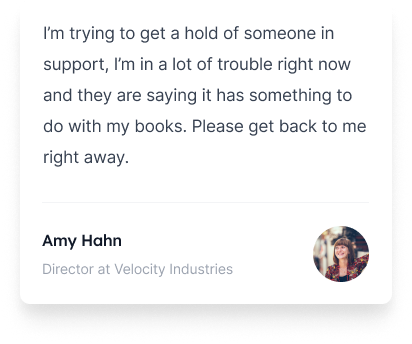 I'm trying to get a hold of someone in
support, I'm in a lot of trouble right now
and they are saying it has something to
do with my books. Please get back to me
right away.
Amy Hahn
Director at Velocity Industries